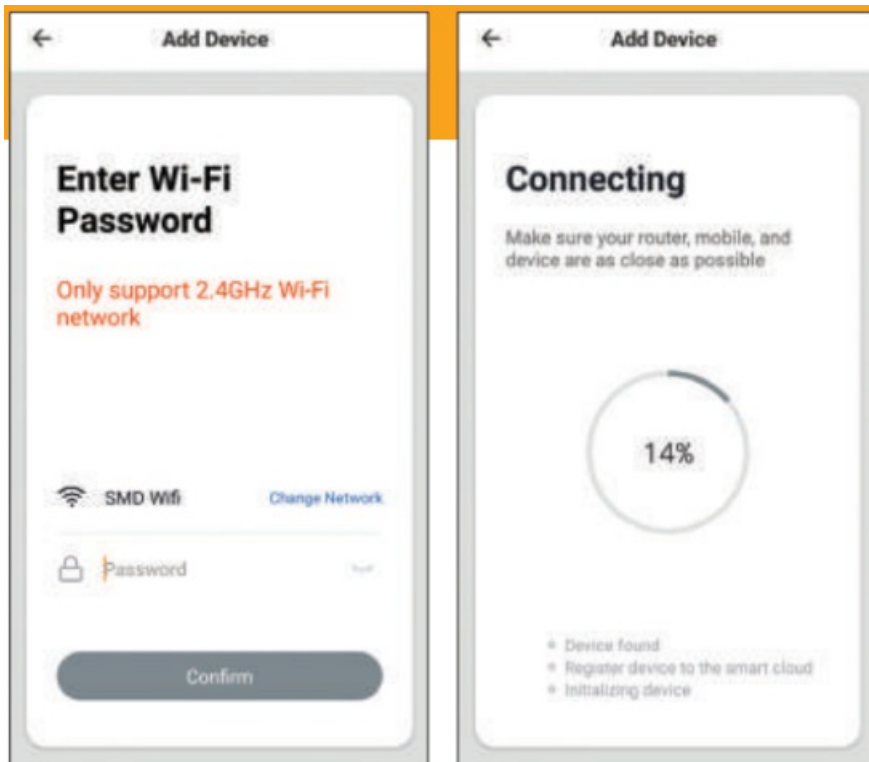 Add Device
Enter Wi-Fi
Password
Only support 2.4GHz Wi-Fi
network
SMD Wifi
Change Network
Password
Confirm
Add Device
Connecting
Make sure your router, mobile, and
device are as close as possible
14%
Device found
Register device to the smart cloud
Initializing device